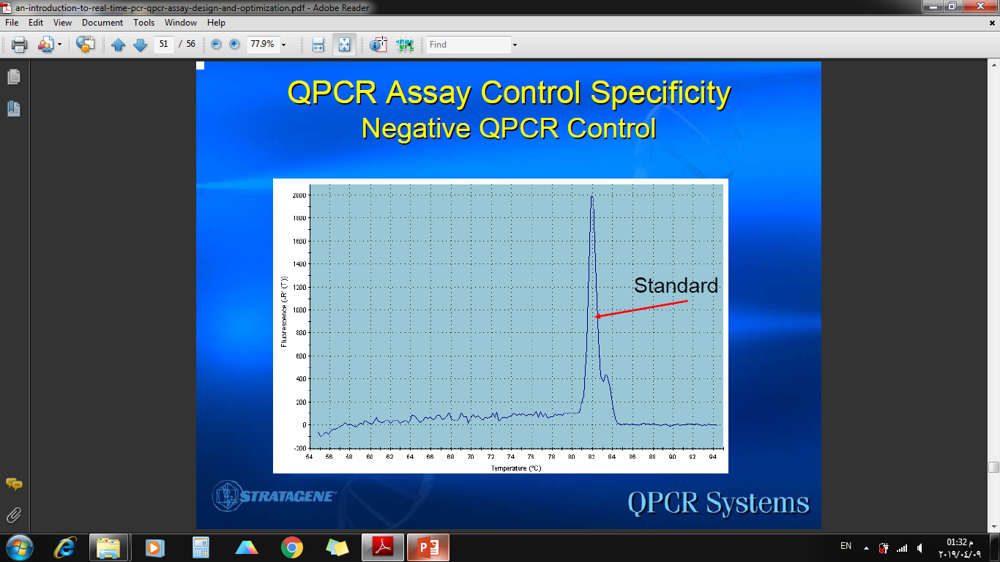 an-introduction-to-real-time-pcr-qpcr-assay-design-and-optimization.pdf - Adobe Reader
File Edit View Document Tools Window Help
51 / 56 77.9% Find
QPCR Assay Control Specificity
Negative QPCR Control
2000
1800
1600
1400
1200
1000
800
600
400
200
0
-200
Fluorescence (-R' (T))
Standard
54 56 58 60 62 64 66 68 70 72 74 76 78 80 82 84 86 88 90 92 94
Temperature (°C)
STRATAGENE
QPCR Systems
EN
01:32 م
٢٠١٩/٠٤/٠٩